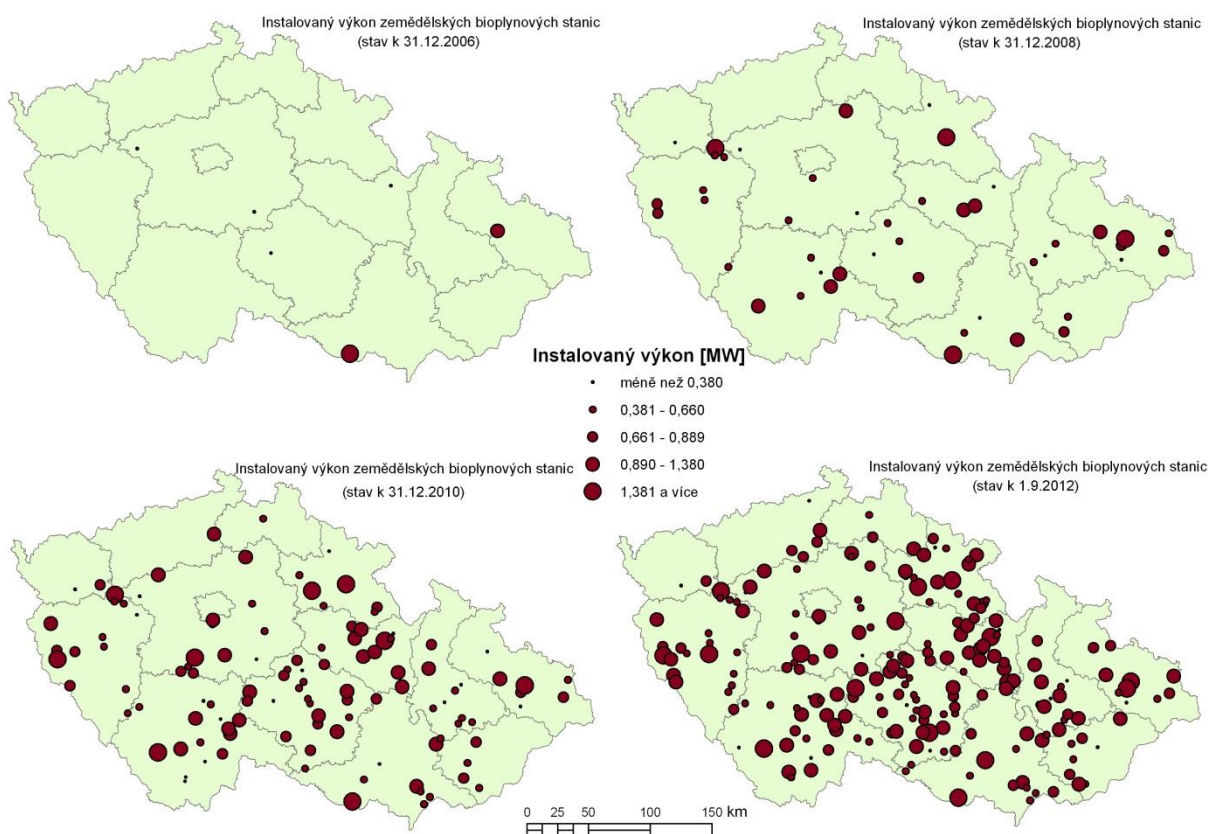 Instalovaný výkon zemědělských bioplynových stanic
(stav k 31.12.2006)
Instalovaný výkon zemědělských bioplynových stanic
(stav k 31.12.2008)
Instalovaný výkon [MW]
méně než 0,380
0,381 - 0,660
0,661 - 0,889
0,890 - 1,380
1,381 a více
Instalovaný výkon zemědělských bioplynových stanic
(stav k 31.12.2010)
Instalovaný výkon zemědělských bioplynových stanic
(stav k 1.9.2012)
0 25 50 100 150 km